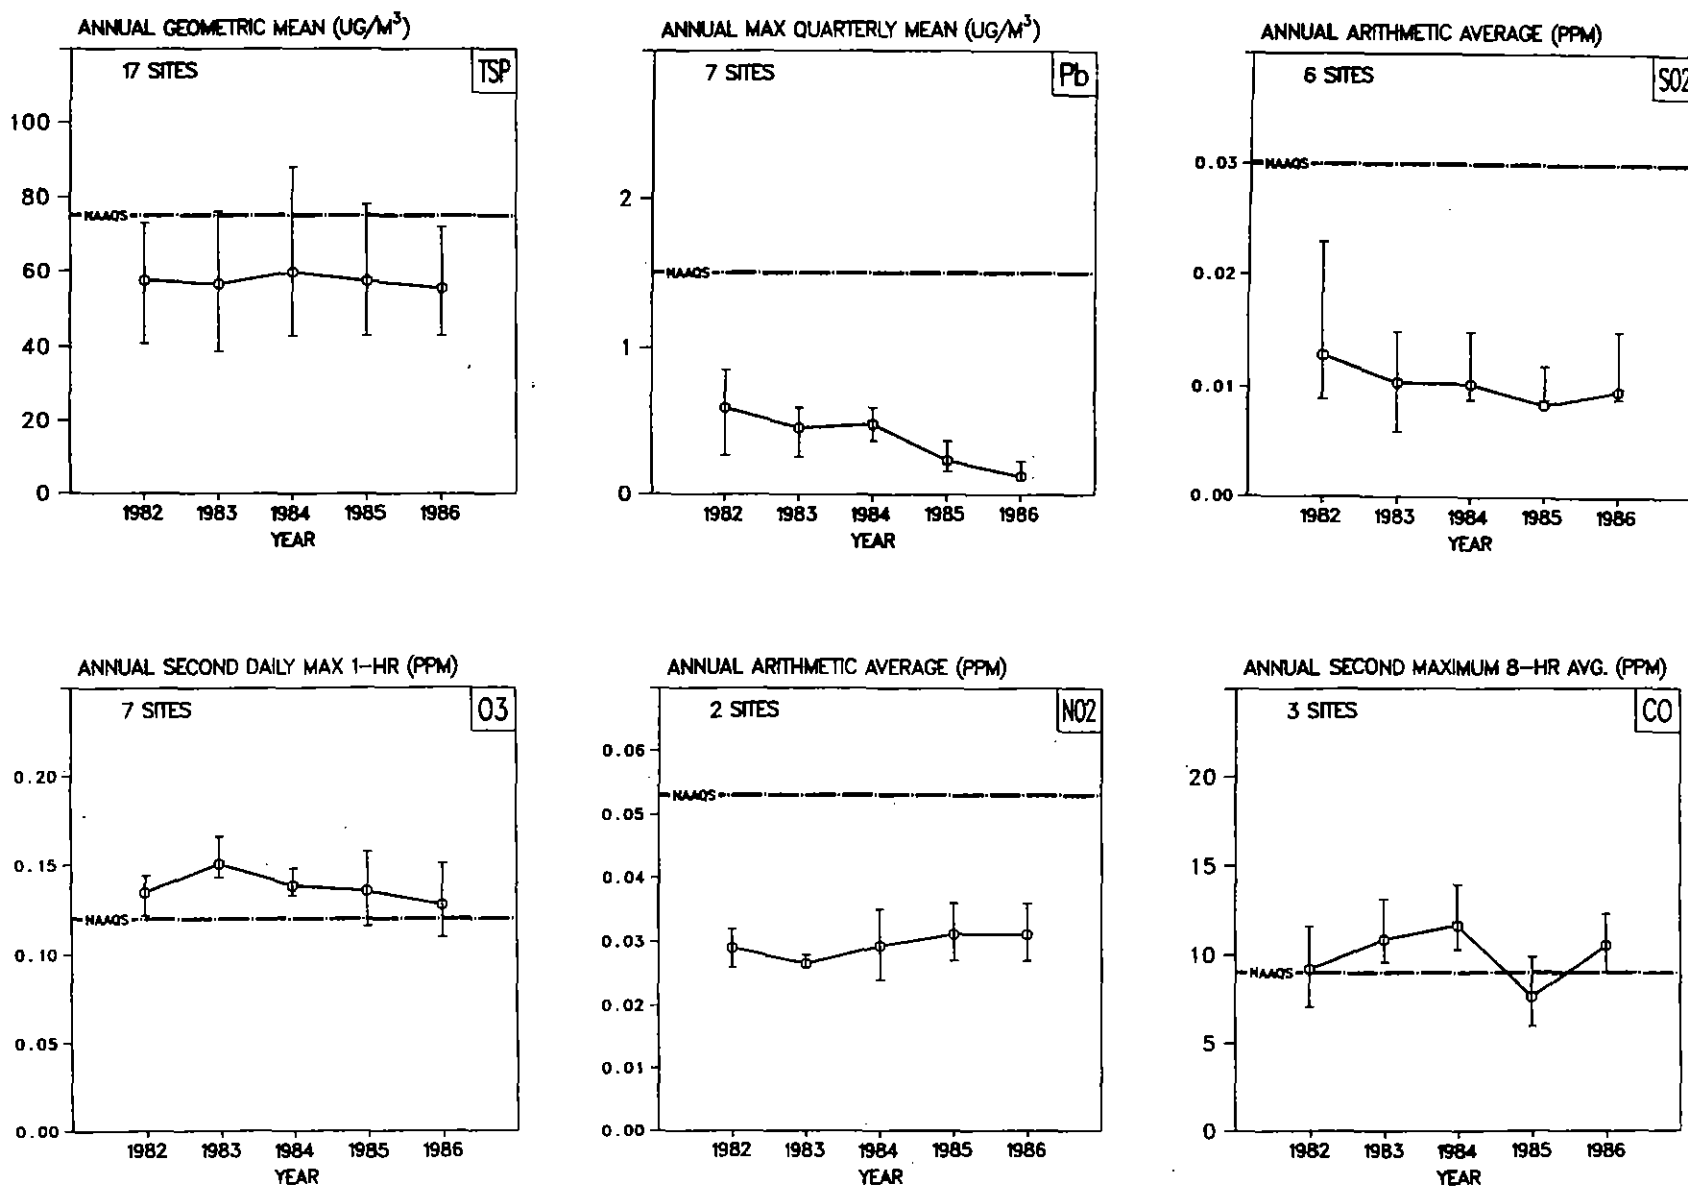 ANNUAL GEOMETRIC MEAN (UG/M³)
17 SITES
TSP
100
80
NAAQS
60
40
20
0
1982 1983 1984 1985 1986
YEAR
ANNUAL MAX QUARTERLY MEAN (UG/M³)
7 SITES
Pb
2
NAAQS
1
0
1982 1983 1984 1985 1986
YEAR
ANNUAL ARITHMETIC AVERAGE (PPM)
6 SITES
SO2
0.03
NAAQS
0.02
0.01
0.00
1982 1983 1984 1985 1986
YEAR
ANNUAL SECOND DAILY MAX 1-HR (PPM)
7 SITES
O3
0.20
0.15
NAAQS
0.10
0.05
0.00
1982 1983 1984 1985 1986
YEAR
ANNUAL ARITHMETIC AVERAGE (PPM)
2 SITES
NO2
0.06
NAAQS
0.05
0.04
0.03
0.02
0.01
0.00
1982 1983 1984 1985 1986
YEAR
ANNUAL SECOND MAXIMUM 8-HR AVG. (PPM)
3 SITES
CO
20
15
10
NAAQS
5
0
1982 1983 1984 1985 1986
YEAR